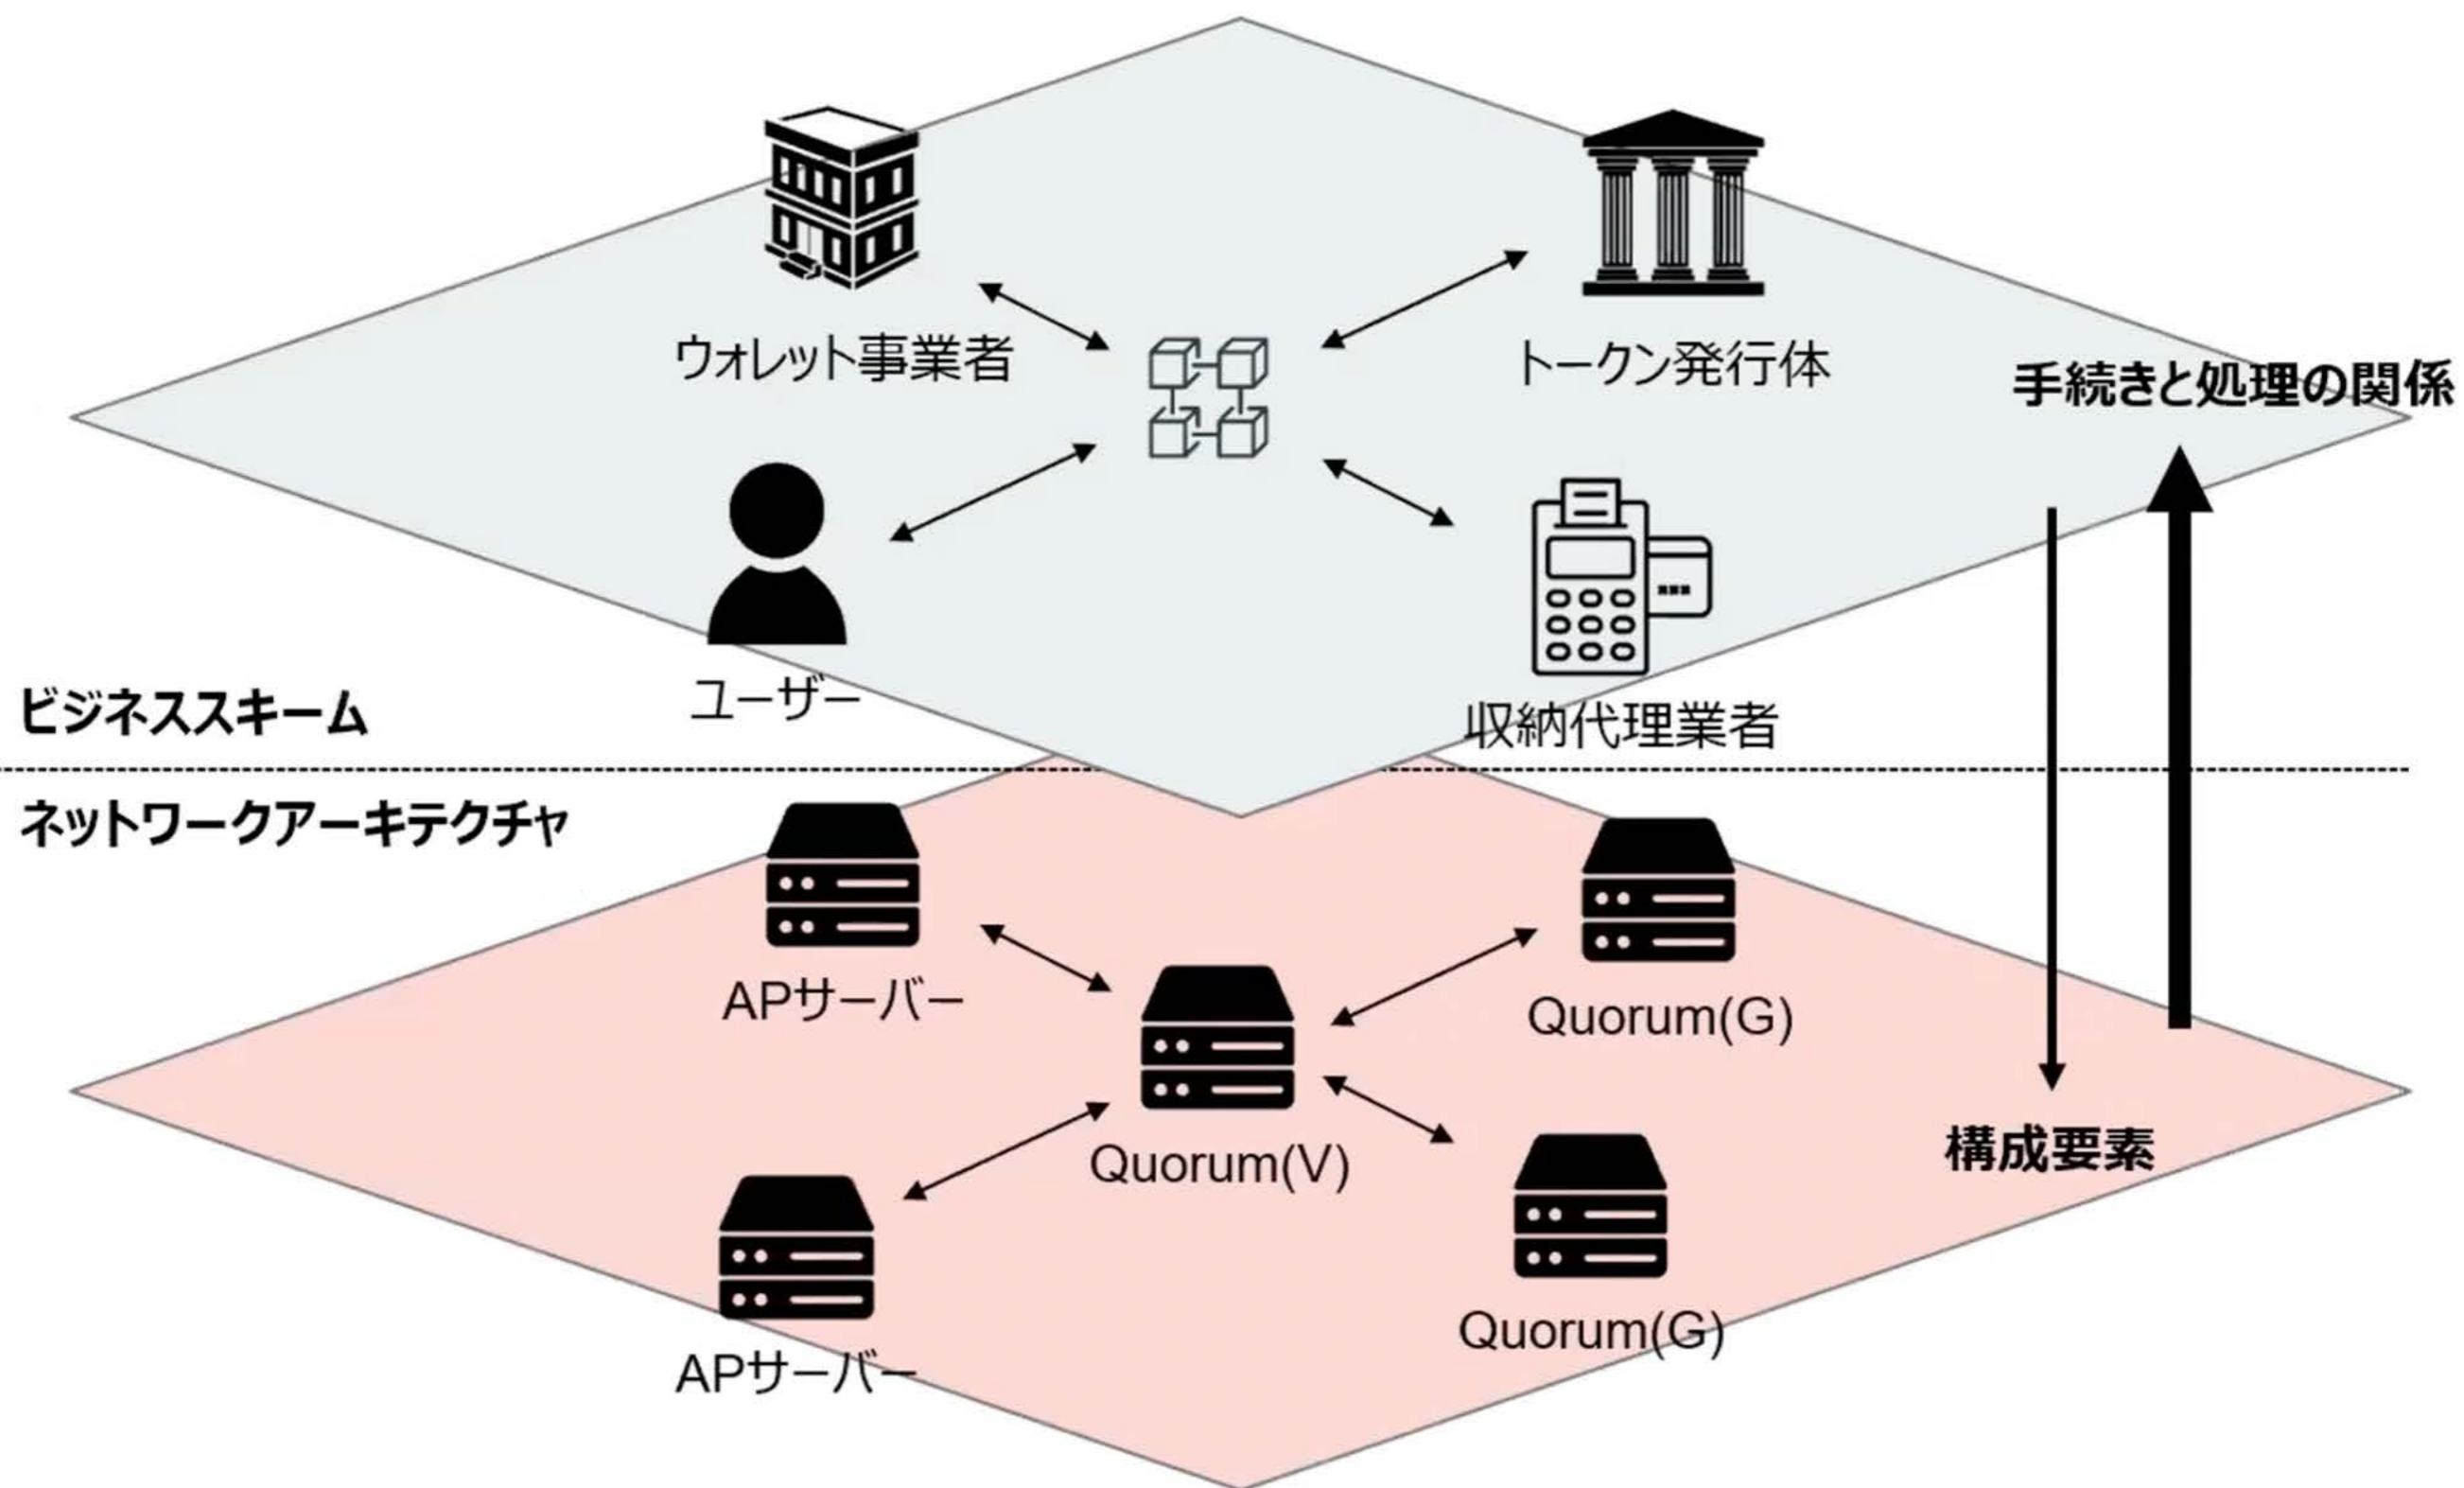 ウォレット事業者
トークン発行体
手続きと処理の関係
ユーザー
収納代理業者
ビジネススキーム
ネットワークアーキテクチャ
APサーバー
Quorum(G)
Quorum(V)
構成要素
Quorum(G)
APサーバー